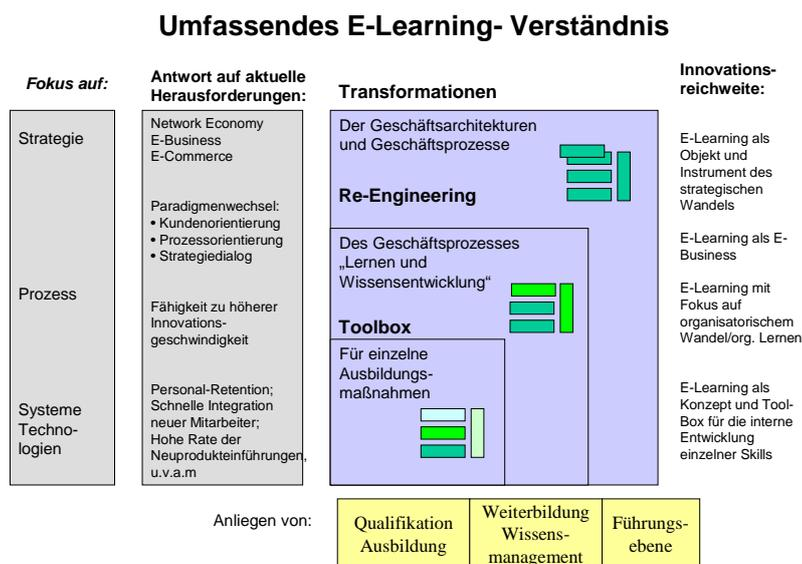 Umfassendes E-Learning- Verständnis
Fokus auf:
Strategie
Prozess
Systeme
Techno-
logien
Antwort auf aktuelle
Herausforderungen:
Network Economy
E-Business
E-Commerce
Paradigmenwechsel:
• Kundenorientierung
• Prozessorientierung
• Strategiedialog
Fähigkeit zu höherer
Innovations-
geschwindigkeit
Personal-Retention;
Schnelle Integration
neuer Mitarbeiter;
Hohe Rate der
Neuprodukteinführungen,
u.v.a.m
Transformationen
Der Geschäftsarchitekturen
und Geschäftsprozesse
Re-Engineering
Des Geschäftsprozesses
„Lernen und
Wissensentwicklung“
Toolbox
Für einzelne
Ausbildungs-
maßnahmen
Innovations-
reichweite:
E-Learning als
Objekt und
Instrument des
strategischen
Wandels
E-Learning als E-
Business
E-Learning mit
Fokus auf
organisatorischem
Wandel/org. Lernen
E-Learning als
Konzept und Tool-
Box für die interne
Entwicklung
einzelner Skills
Anliegen von:
Qualifikation
Ausbildung
Weiterbildung
Wissens-
management
Führungs-
ebene